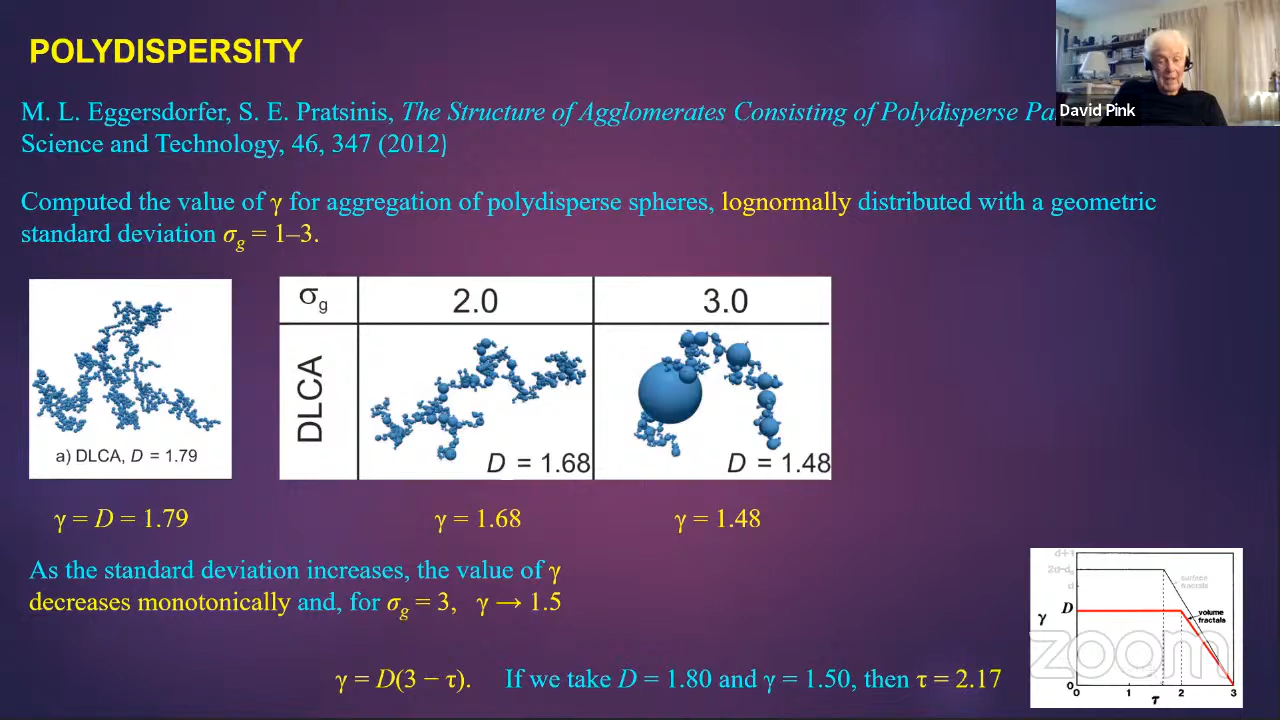 POLYDISPERSITY
David Pink
M. L. Eggersdorfer, S. E. Pratsinis, The Structure of Agglomerates Consisting of Polydisperse
Science and Technology, 46, 347 (2012)
Computed the value of γ for aggregation of polydisperse spheres, lognormally distributed with a geometric
standard deviation σg = 1–3.
σg 2.0 3.0
DLCA
a) DLCA, D = 1.79
D = 1.68
D = 1.48
γ = D = 1.79
γ = 1.68
γ = 1.48
As the standard deviation increases, the value of γ
decreases monotonically and, for σg = 3, γ → 1.5
γ = D(3 − τ). If we take D = 1.80 and γ = 1.50, then τ = 2.17
d
surface
fractals
D
γ
volume
fractals
zoom
0
0 1 2 3
τ